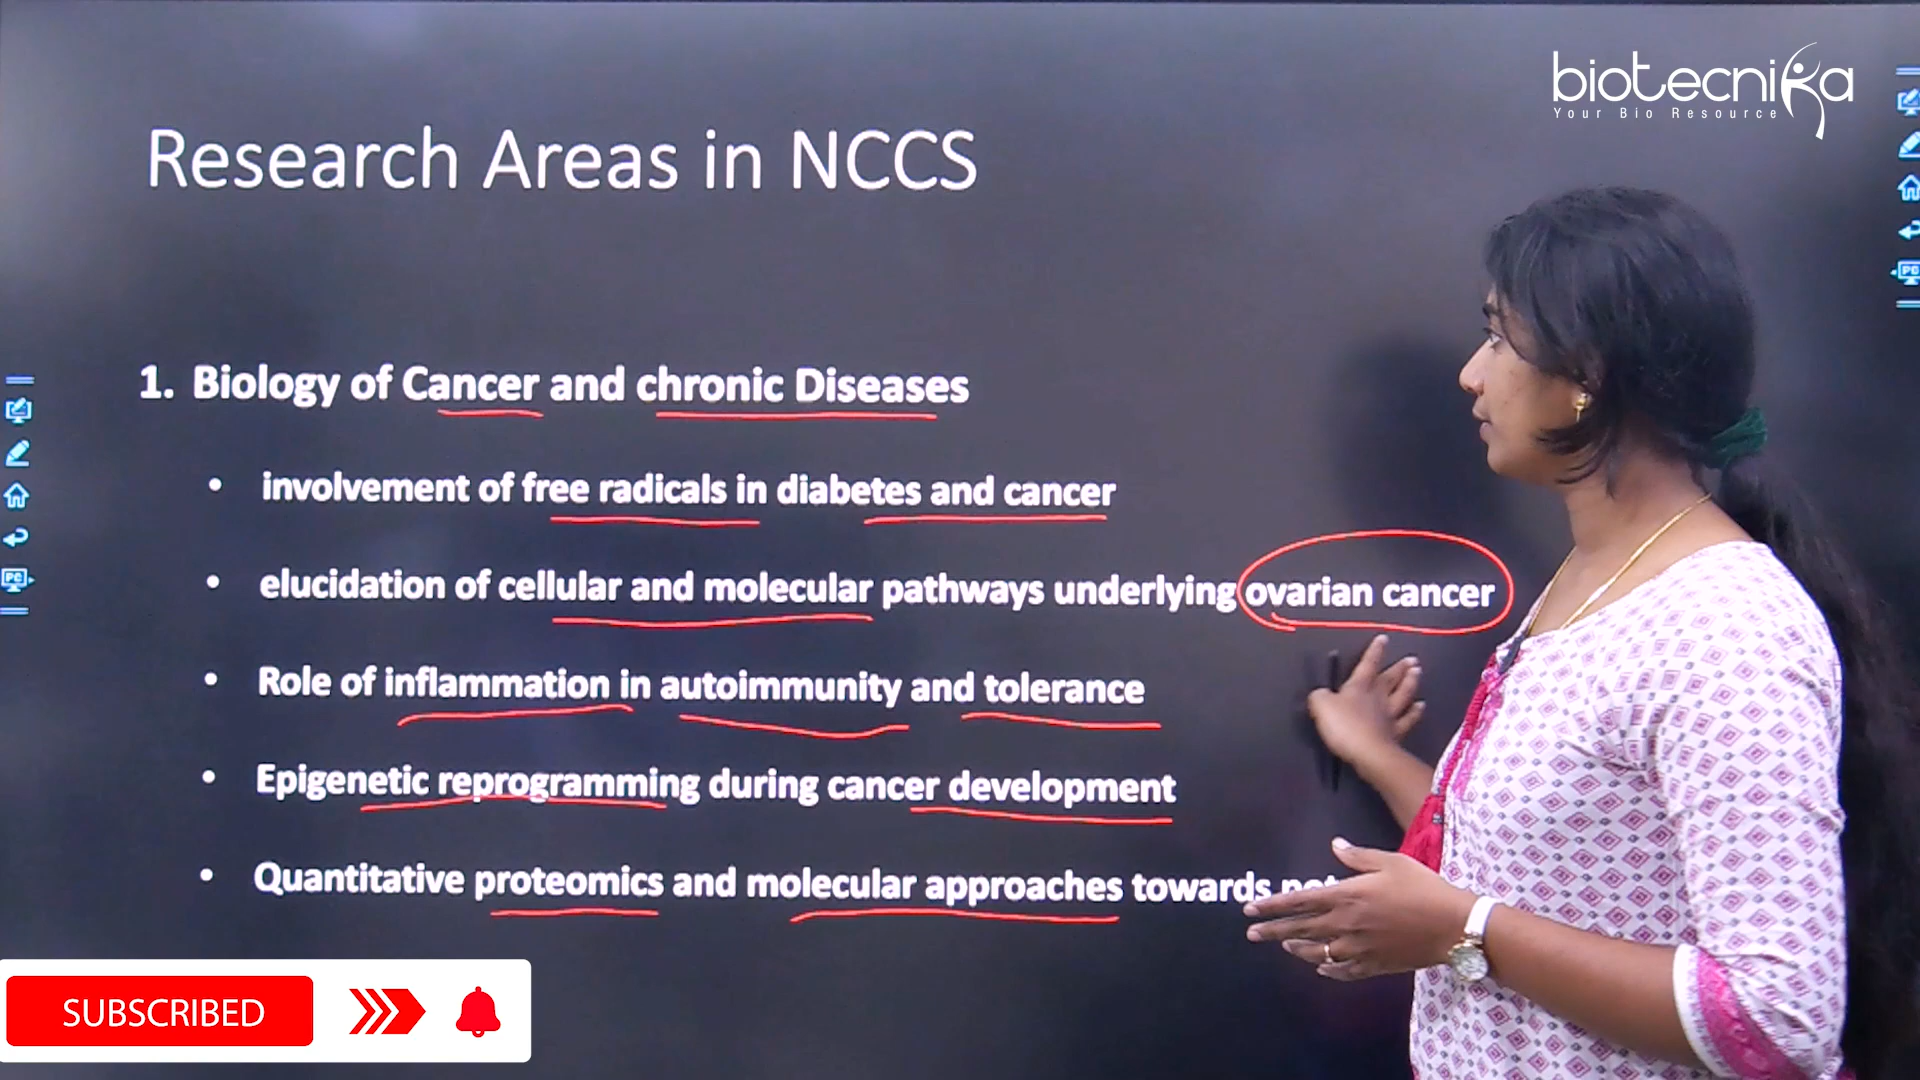 biotecnika
Your Bio Resource
Research Areas in NCCS
1. Biology of Cancer and chronic Diseases
• involvement of free radicals in diabetes and cancer
• elucidation of cellular and molecular pathways underlying ovarian cancer
• Role of inflammation in autoimmunity and tolerance
• Epigenetic reprogramming during cancer development
• Quantitative proteomics and molecular approaches towards
PC
PC
SUBSCRIBED